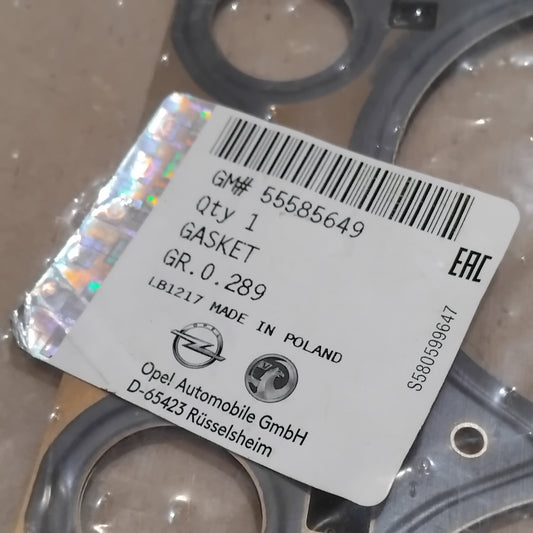 GM# 55585649
Qty 1
GASKET
GR.0.289
LB1217 MADE IN POLAND
Opel Automobile GmbH
D-65423 Rüsselsheim
EAC
S580599647